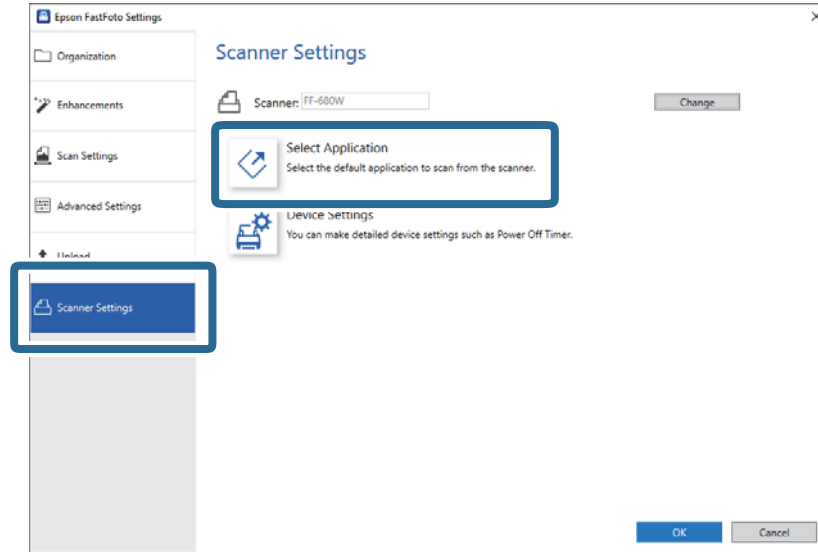 Epson FastFoto Settings
Organization
Enhancements
Scan Settings
Advanced Settings
Upload
Scanner Settings
Scanner Settings
Scanner: FF-680W
Change
Select Application
Select the default application to scan from the scanner.
Device Settings
You can make detailed device settings such as Power Off Timer.
OK
Cancel